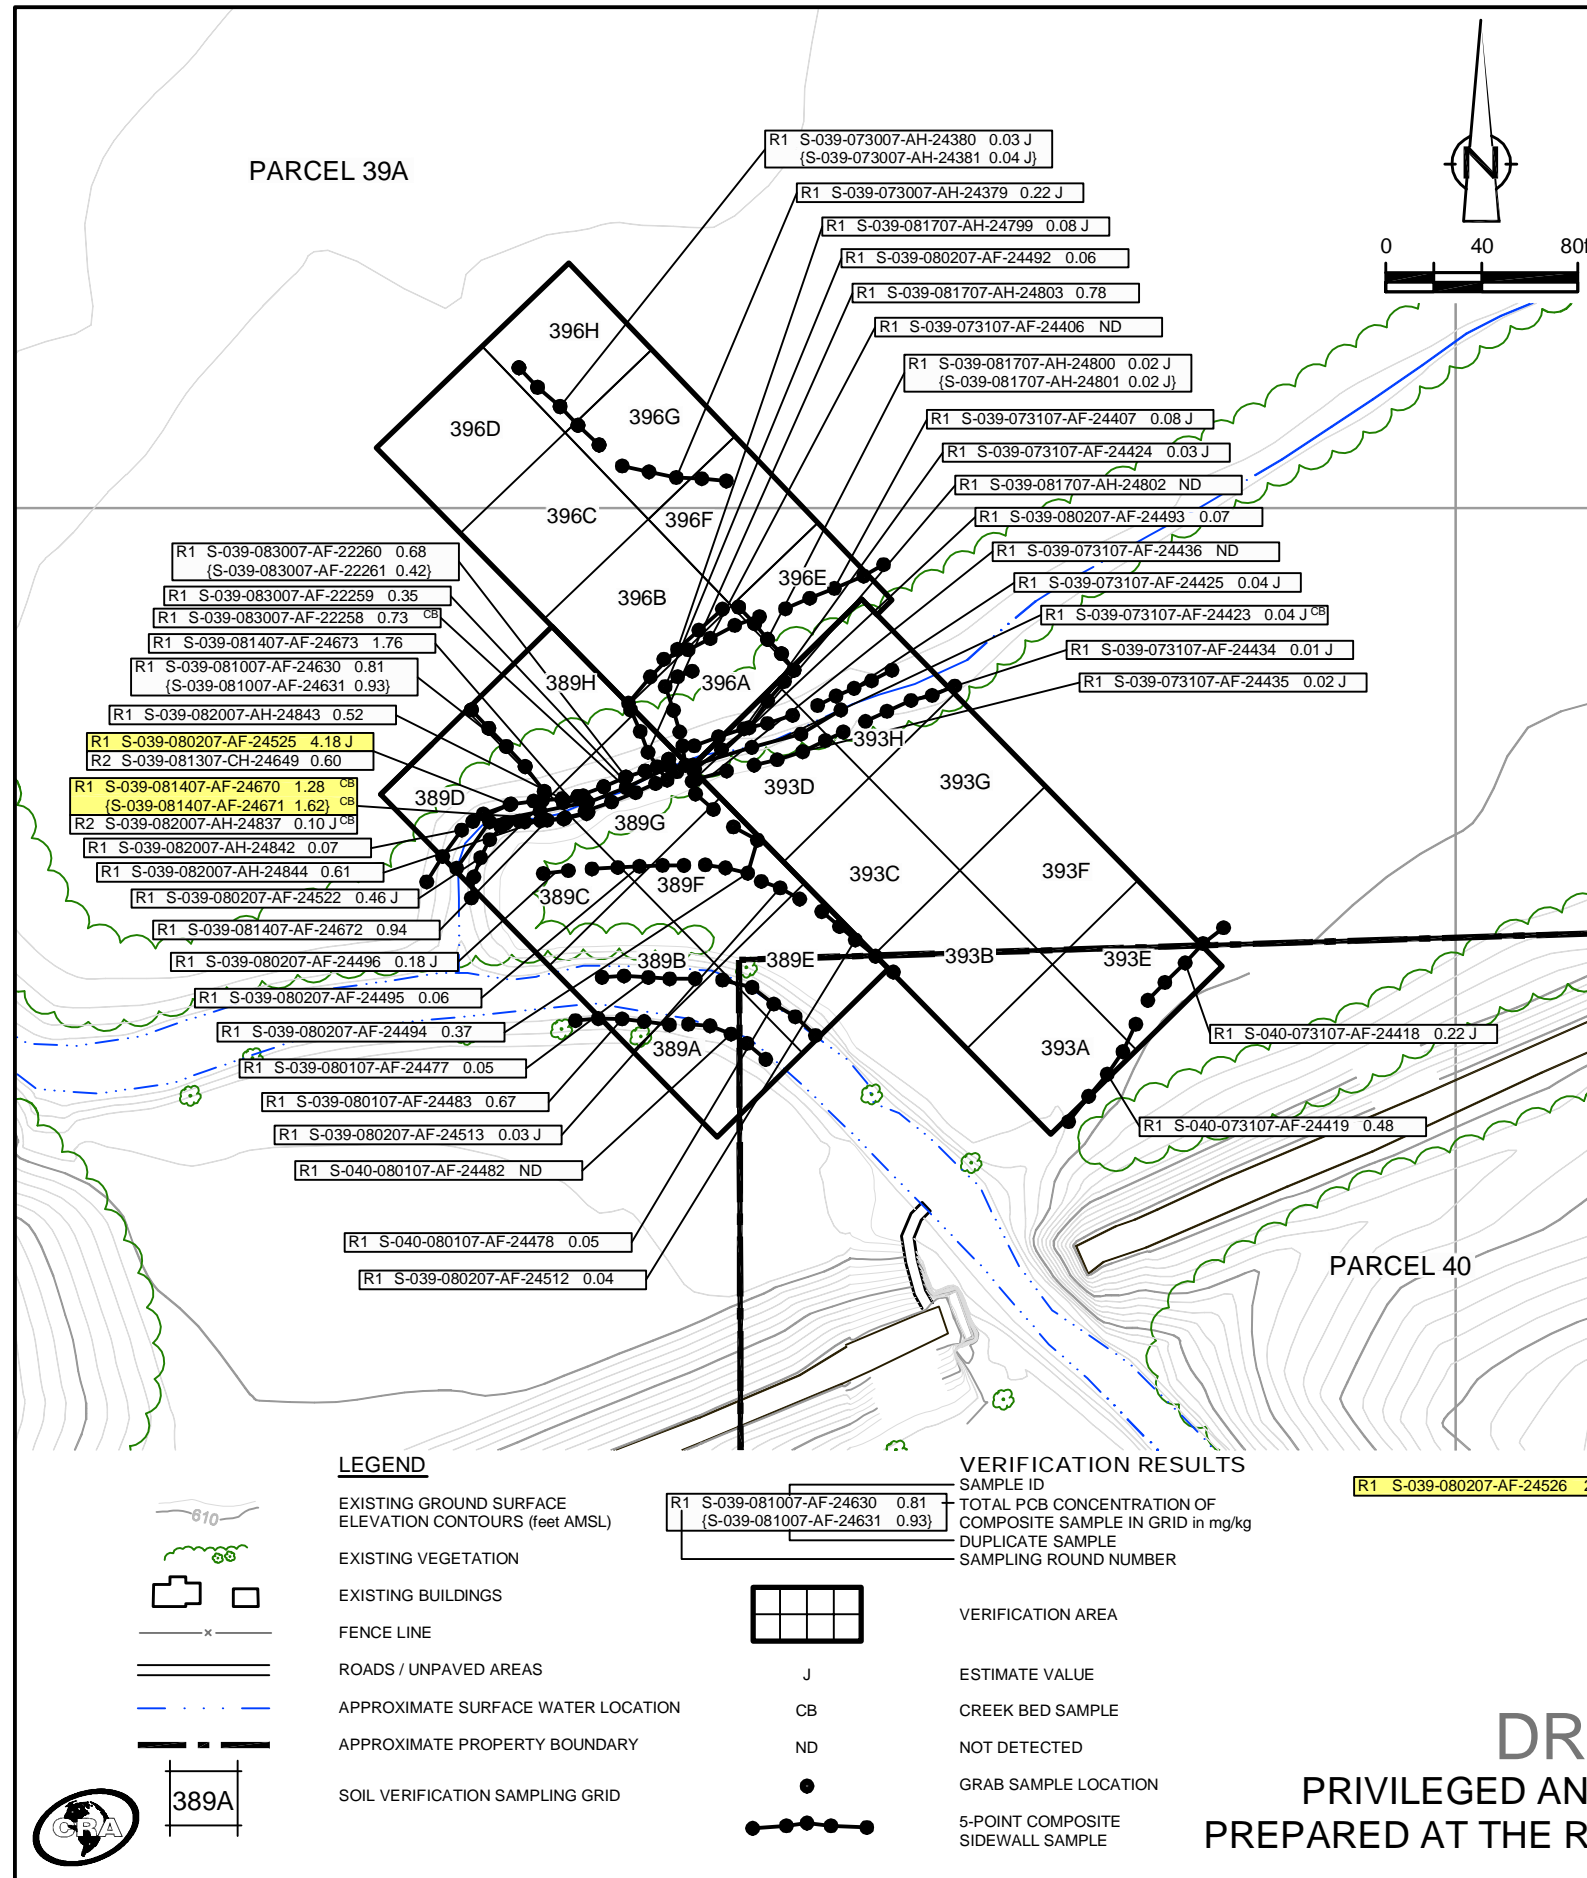 PARCEL 39A
R1 S-039-073007-AH-24380 0.03 J
{S-039-073007-AH-24381 0.04 J}
R1 S-039-073007-AH-24379 0.22 J
R1 S-039-081707-AH-24799 0.08 J
R1 S-039-080207-AF-24492 0.06
R1 S-039-081707-AH-24803 0.78
R1 S-039-073107-AF-24406 ND
R1 S-039-081707-AH-24800 0.02 J
{S-039-081707-AH-24801 0.02 J}
R1 S-039-073107-AF-24407 0.08 J
R1 S-039-073107-AF-24424 0.03 J
R1 S-039-081707-AH-24802 ND
R1 S-039-080207-AF-24493 0.07
R1 S-039-073107-AF-24436 ND
R1 S-039-073107-AF-24425 0.04 J
R1 S-039-073107-AF-24423 0.04 J CB
R1 S-039-073107-AF-24434 0.01 J
R1 S-039-073107-AF-24435 0.02 J
N
0 40 80f
396H
396D
396G
396C
396F
396B
396E
396A
389H
389D
389G
389C
389F
389B
389E
389A
393H
393D
393G
393C
393F
393B
393E
393A
R1 S-039-083007-AF-22260 0.68
{S-039-083007-AF-22261 0.42}
R1 S-039-083007-AF-22259 0.35
R1 S-039-083007-AF-22258 0.73 CB
R1 S-039-081407-AF-24673 1.76
R1 S-039-081007-AF-24630 0.81
{S-039-081007-AF-24631 0.93}
R1 S-039-082007-AH-24843 0.52
R1 S-039-080207-AF-24525 4.18 J
R2 S-039-081307-CH-24649 0.60
R1 S-039-081407-AF-24670 1.28 CB
{S-039-081407-AF-24671 1.62} CB
R2 S-039-082007-AH-24837 0.10 J CB
R1 S-039-082007-AH-24842 0.07
R1 S-039-082007-AH-24844 0.61
R1 S-039-080207-AF-24522 0.46 J
R1 S-039-081407-AF-24672 0.94
R1 S-039-080207-AF-24496 0.18 J
R1 S-039-080207-AF-24495 0.06
R1 S-039-080207-AF-24494 0.37
R1 S-039-080107-AF-24477 0.05
R1 S-039-080107-AF-24483 0.67
R1 S-039-080207-AF-24513 0.03 J
R1 S-040-080107-AF-24482 ND
R1 S-040-080107-AF-24478 0.05
R1 S-039-080207-AF-24512 0.04
R1 S-040-073107-AF-24418 0.22 J
R1 S-040-073107-AF-24419 0.48
PARCEL 40
LEGEND
610
EXISTING GROUND SURFACE
ELEVATION CONTOURS (feet AMSL)
EXISTING VEGETATION
EXISTING BUILDINGS
x
FENCE LINE
ROADS / UNPAVED AREAS
APPROXIMATE SURFACE WATER LOCATION
APPROXIMATE PROPERTY BOUNDARY
389A
SOIL VERIFICATION SAMPLING GRID
CRA
VERIFICATION RESULTS
R1 S-039-081007-AF-24630 0.81
{S-039-081007-AF-24631 0.93}
SAMPLE ID
TOTAL PCB CONCENTRATION OF
COMPOSITE SAMPLE IN GRID in mg/kg
DUPLICATE SAMPLE
SAMPLING ROUND NUMBER
VERIFICATION AREA
J
ESTIMATE VALUE
CB
CREEK BED SAMPLE
ND
NOT DETECTED
GRAB SAMPLE LOCATION
5-POINT COMPOSITE
SIDEWALL SAMPLE
R1 S-039-080207-AF-24526
DR
PRIVILEGED AN
PREPARED AT THE R